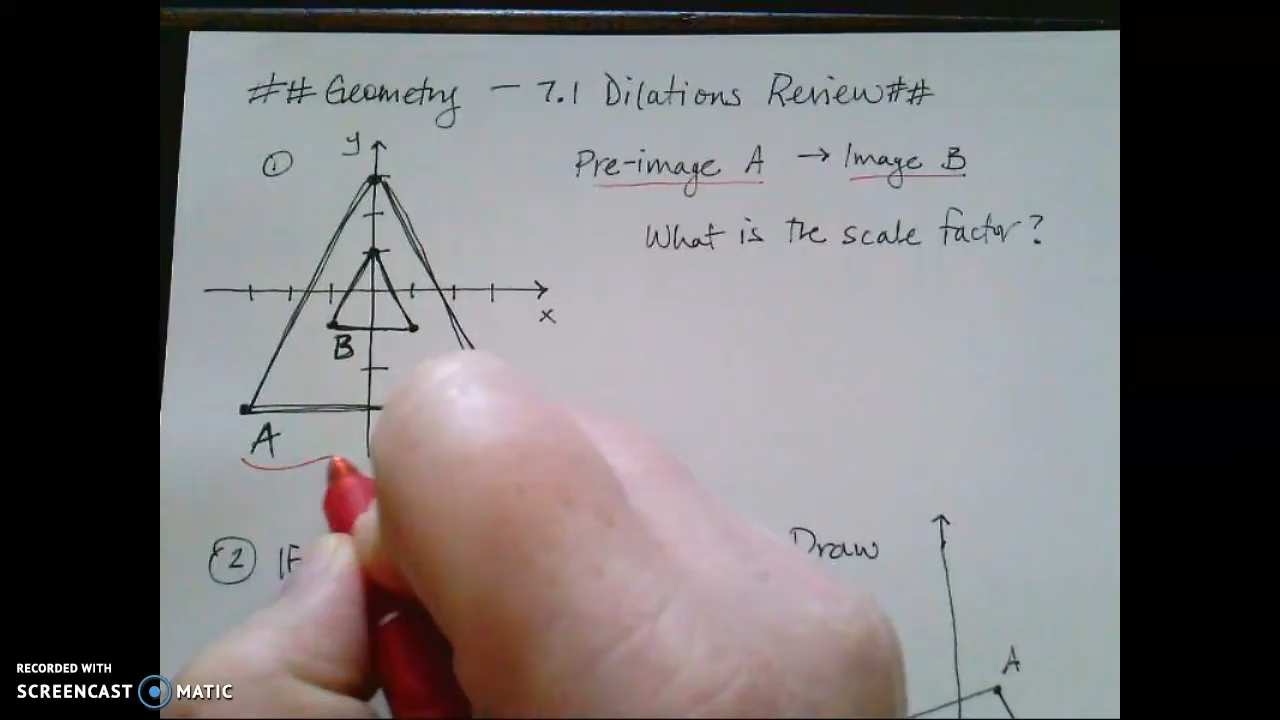 ## Geometry - 7.1 Dilations Review##
①
y
Pre-image A → Image B
What is the scale factor?
x
B
A
② IF
Draw
A
RECORDED WITH
SCREENCAST MATIC